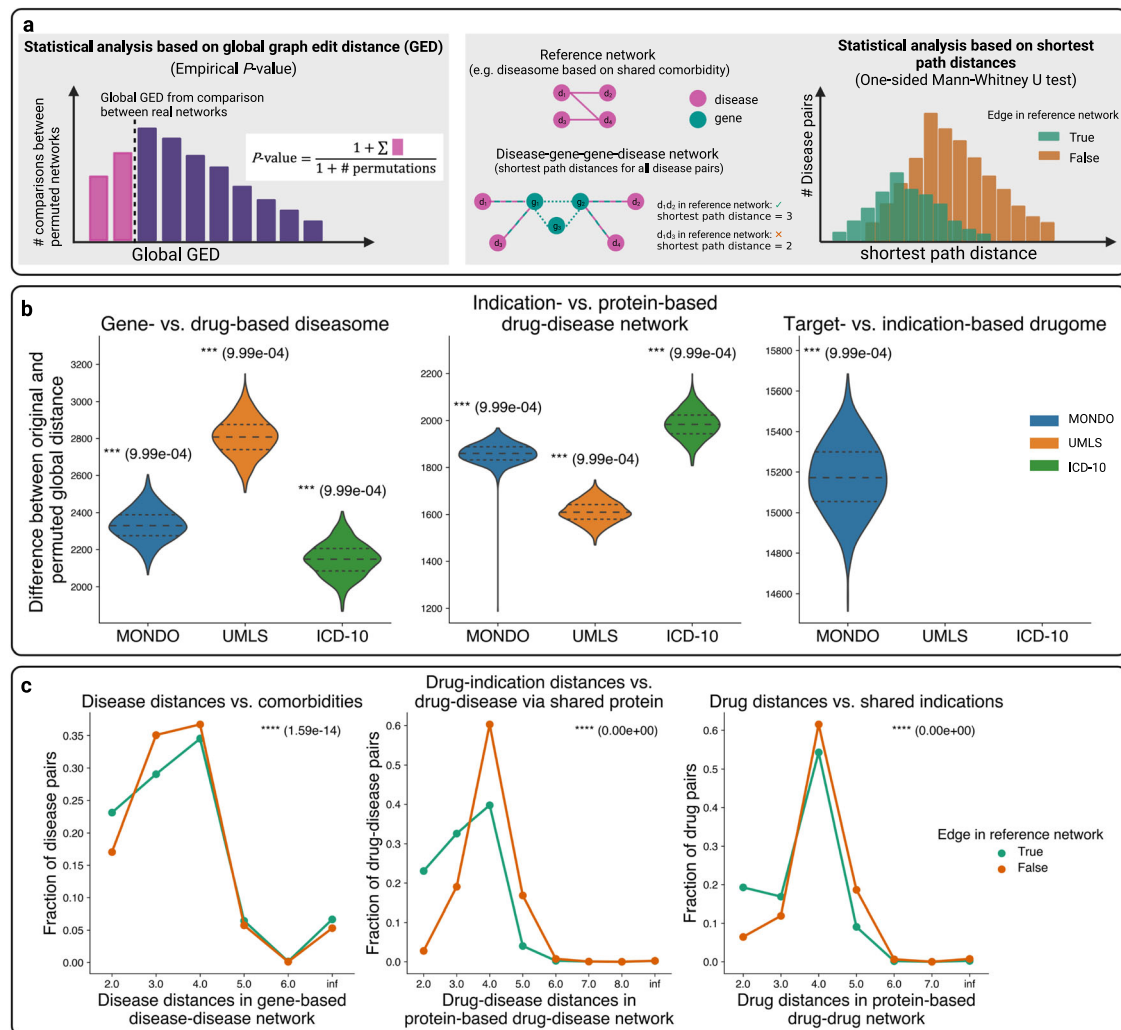 a
Statistical analysis based on global graph edit distance (GED)
(Empirical P-value)
Global GED from comparison
between real networks
# comparisons between
permuted networks
P-value = 1 + Σ
1 + # permutations
Global GED
Reference network
(e.g. diseasome based on shared comorbidity)
d₁ d₂
d₃ d₄
disease
gene
Disease-gene-gene-disease network
(shortest path distances for all disease pairs)
d₁ g₁ g₂ d₂
g₃
d₃ d₄
d₁d₂ in reference network: ✓
shortest path distance = 3
d₁d₃ in reference network: ✕
shortest path distance = 2
Statistical analysis based on shortest
path distances
(One-sided Mann-Whitney U test)
Edge in reference network
True
False
# Disease pairs
shortest path distance
b
Gene- vs. drug-based diseasome
Difference between original and
permuted global distance
3200
3000
2800
2600
2400
2200
2000
*** (9.99e-04)
*** (9.99e-04)
*** (9.99e-04)
MONDO UMLS ICD-10
Indication- vs. protein-based
drug-disease network
2200
2000
1800
1600
1400
1200
*** (9.99e-04)
*** (9.99e-04)
*** (9.99e-04)
MONDO UMLS ICD-10
Target- vs. indication-based drugome
15800
15600
15400
15200
15000
14800
14600
*** (9.99e-04)
MONDO UMLS ICD-10
MONDO
UMLS
ICD-10
c
Disease distances vs. comorbidities
**** (1.59e-14)
Fraction of disease pairs
0.35
0.30
0.25
0.20
0.15
0.10
0.05
0.00
2.0 3.0 4.0 5.0 6.0 inf
Disease distances in gene-based
disease-disease network
Drug-indication distances vs.
drug-disease via shared protein
**** (0.00e+00)
Fraction of drug-disease pairs
0.6
0.5
0.4
0.3
0.2
0.1
0.0
2.0 3.0 4.0 5.0 6.0 7.0 8.0 inf
Drug-disease distances in
protein-based drug-disease network
Drug distances vs. shared indications
**** (0.00e+00)
Fraction of drug pairs
0.6
0.5
0.4
0.3
0.2
0.1
0.0
2.0 3.0 4.0 5.0 6.0 7.0 inf
Drug distances in protein-based
drug-drug network
Edge in reference network
True
False